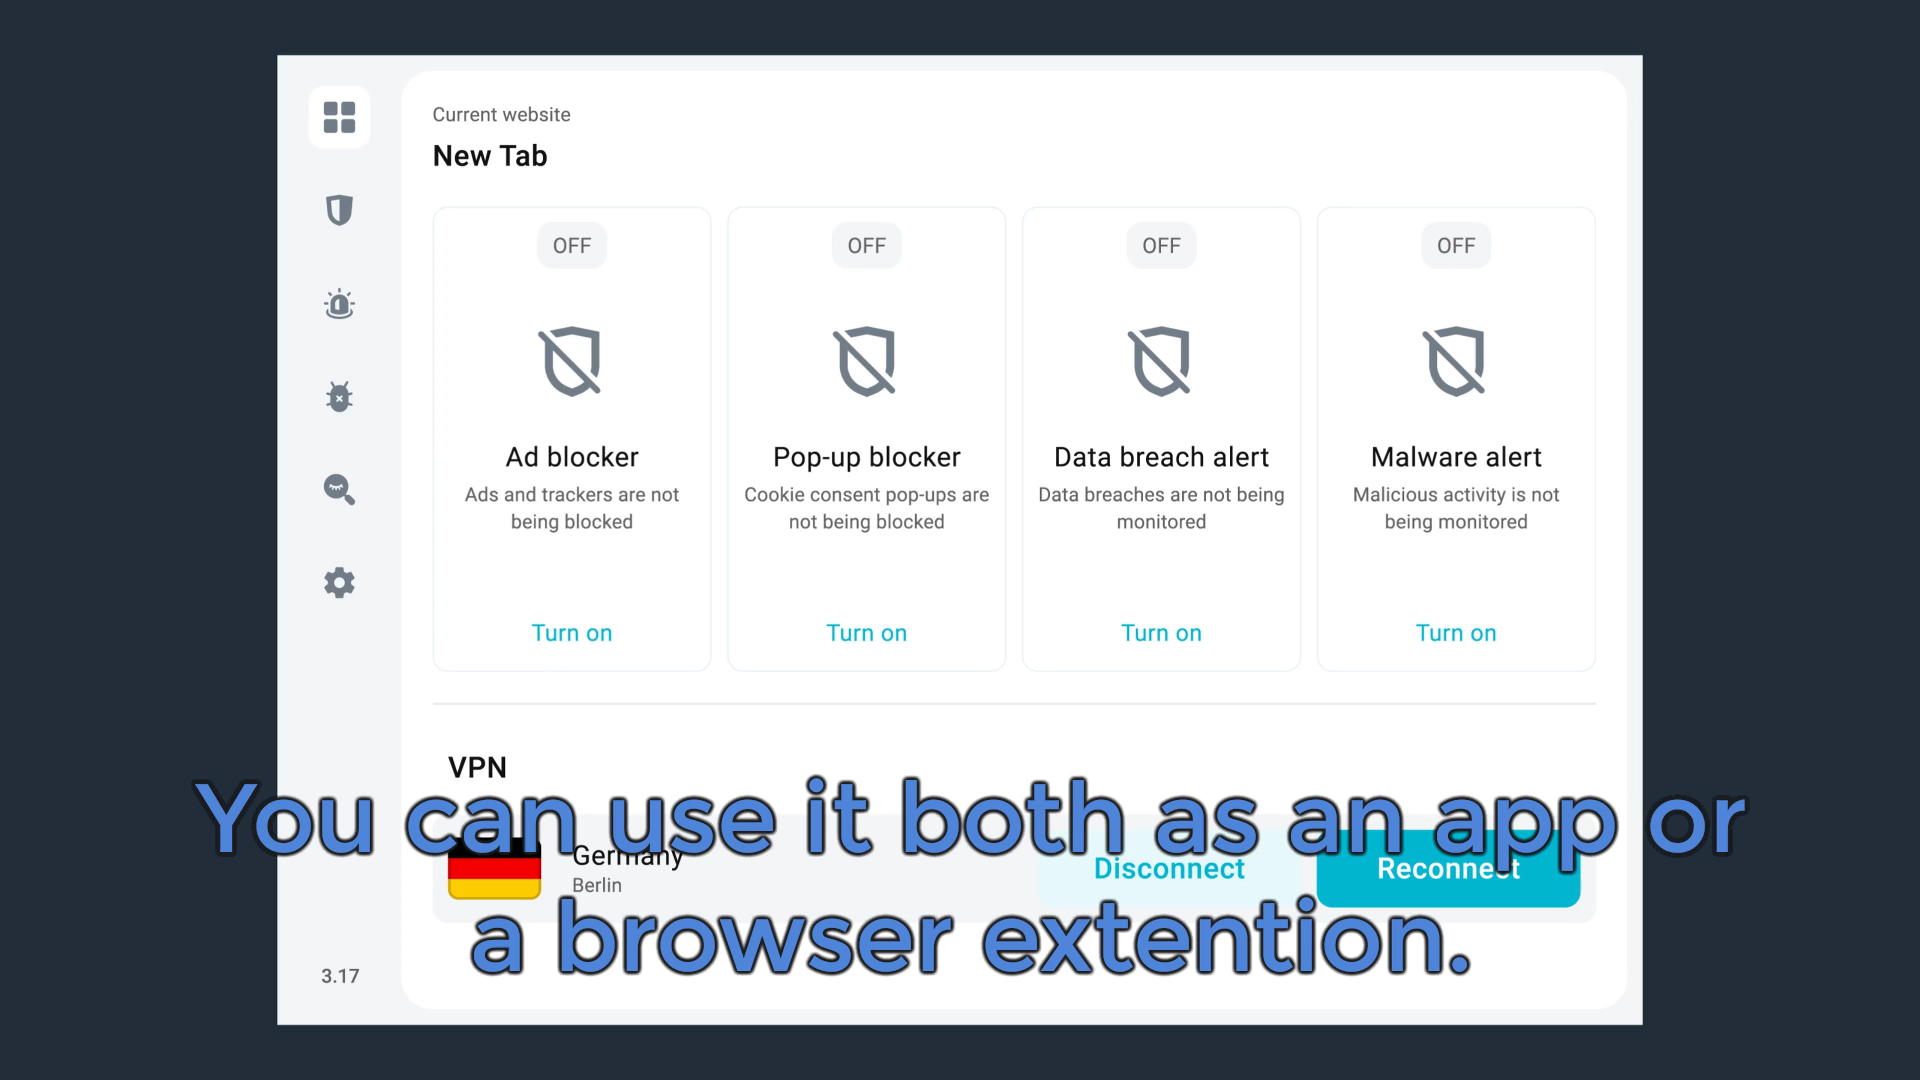 Current website
New Tab
OFF
OFF
OFF
OFF
Ad blocker
Ads and trackers are not
being blocked
Turn on
Pop-up blocker
Cookie consent pop-ups are
not being blocked
Turn on
Data breach alert
Data breaches are not being
monitored
Turn on
Malware alert
Malicious activity is not
being monitored
Turn on
VPN
You can use it both as an app or
a browser extention.
Germany
Berlin
Disconnect
Reconnect
3.17